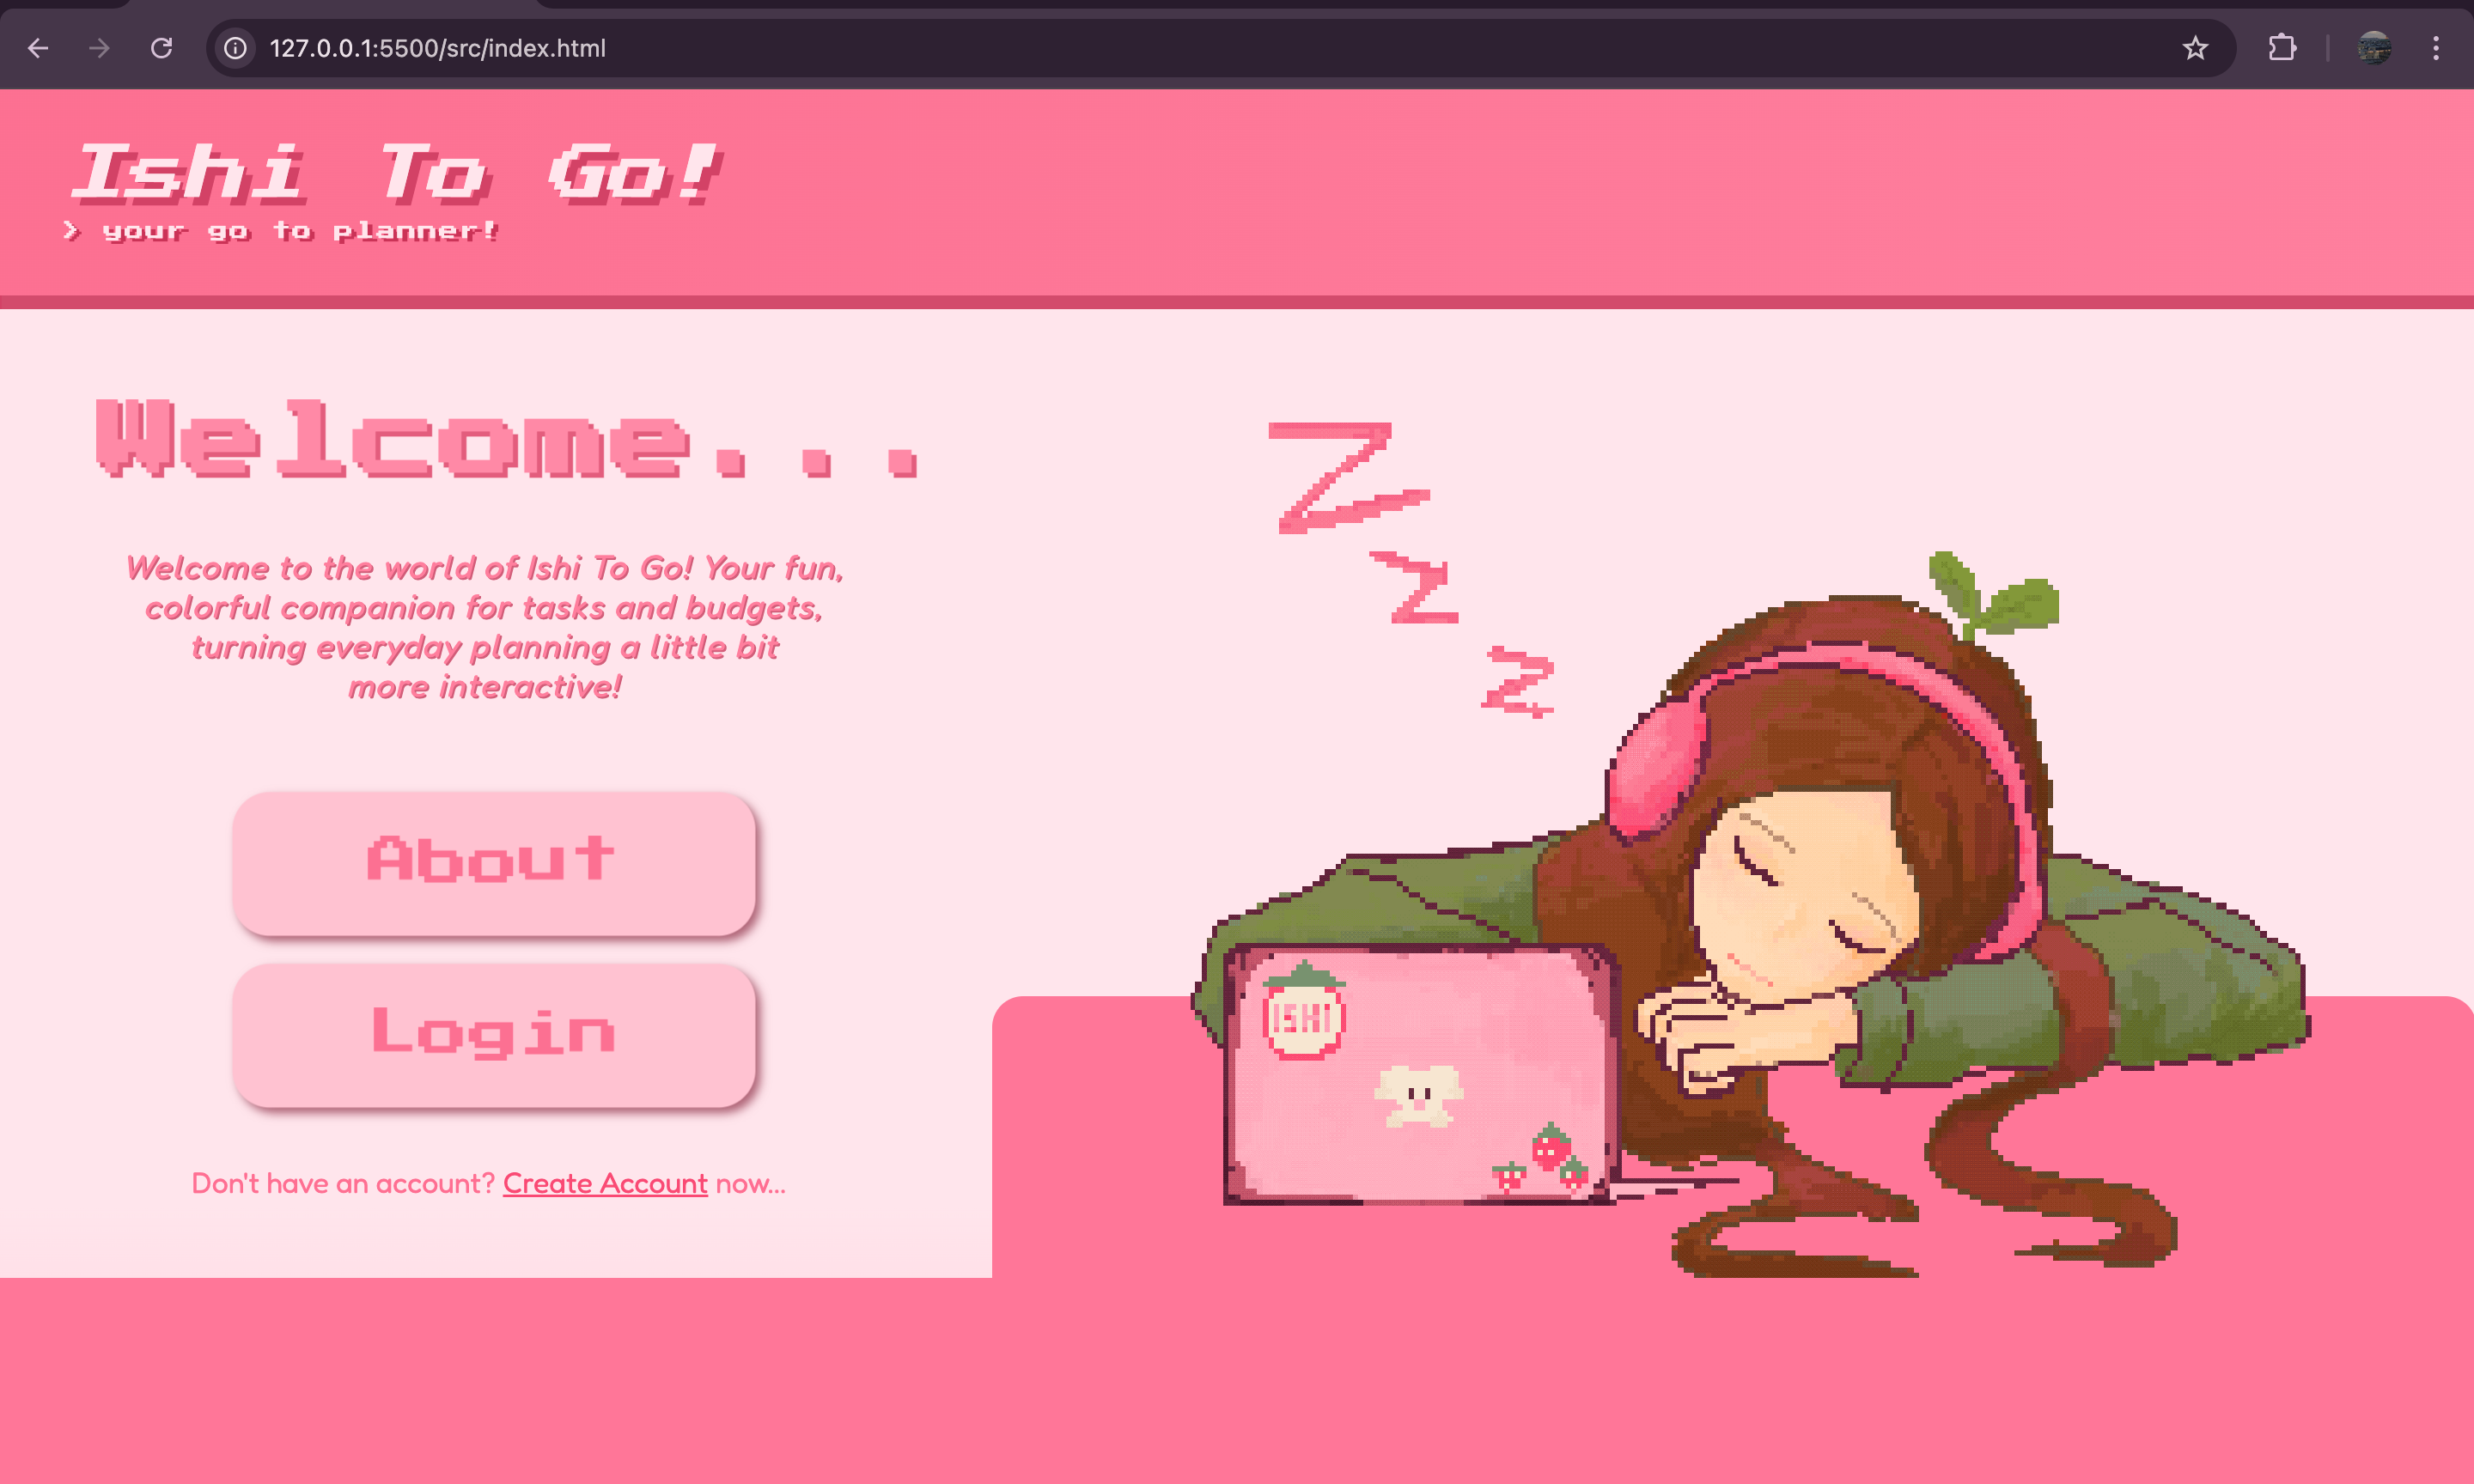 127.0.0.1:5500/src/index.html
Ishi To Go!
> your go to planner!
Welcome...
Welcome to the world of Ishi To Go! Your fun,
colorful companion for tasks and budgets,
turning everyday planning a little bit
more interactive!
About
Login
Don't have an account? Create Account now...
Z
Z
Z
ISHI